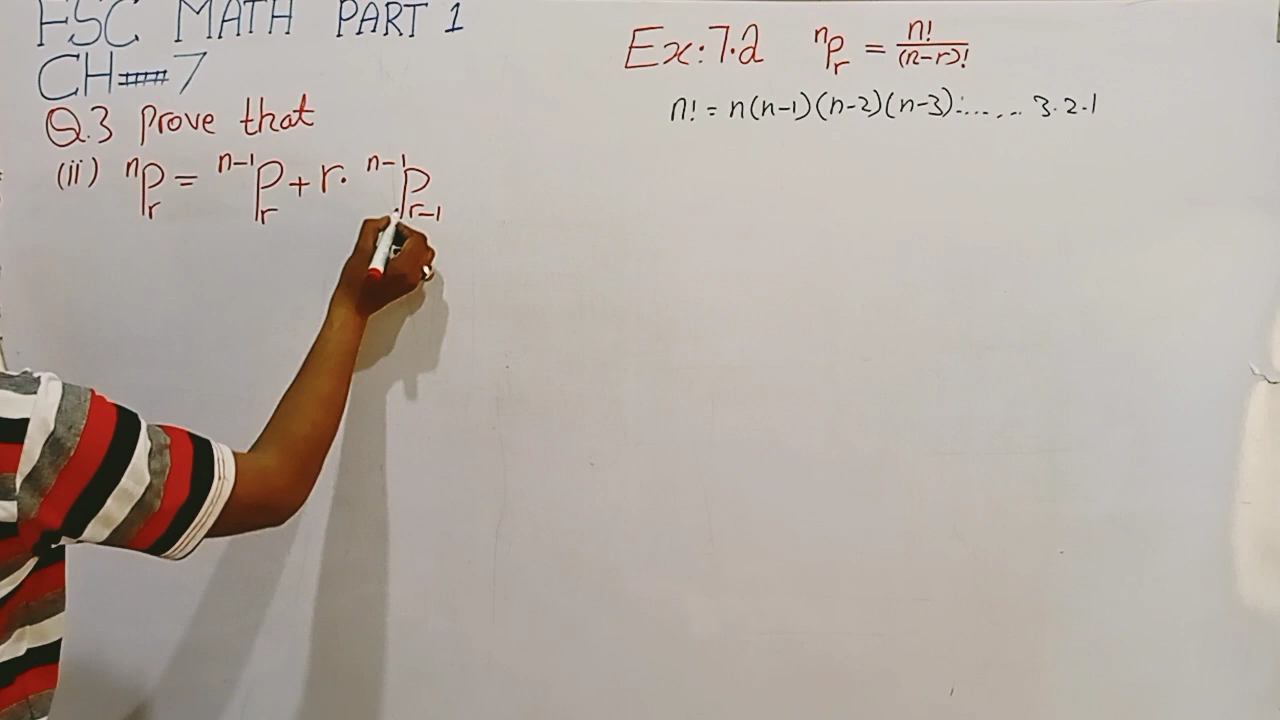 FSC MATH PART 1
CH 7
Q.3 Prove that
(ii) ⁿPᵣ = ⁿ⁻¹Pᵣ + r. ⁿ⁻¹Pᵣ₋₁
Ex: 7.2 ⁿPᵣ = n!/(n-r)!
n! = n(n-1)(n-2)(n-3)....... 3.2.1